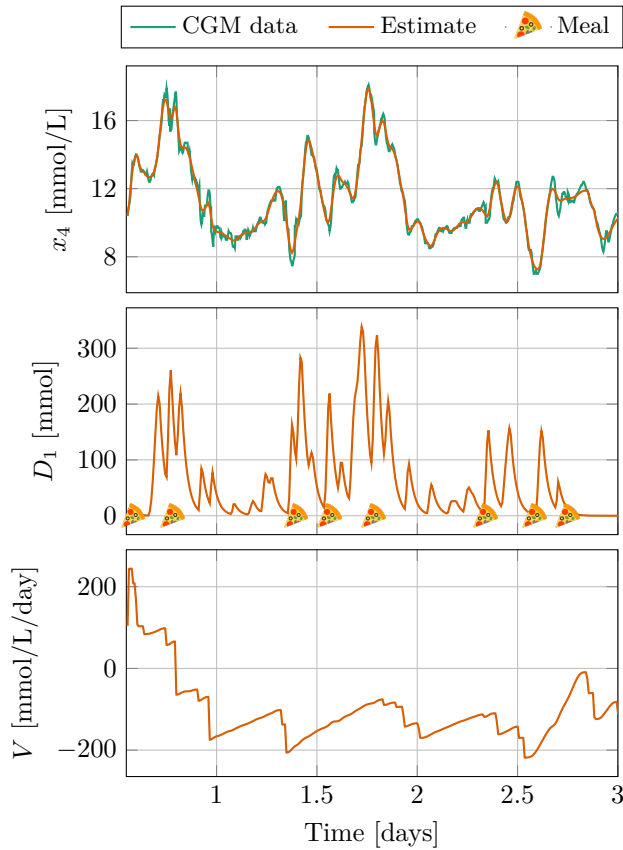 CGM data Estimate Meal
16
12
8
x4 [mmol/L]
300
200
100
0
D1 [mmol]
200
0
−200
V [mmol/L/day]
1 1.5 2 2.5 3
Time [days]